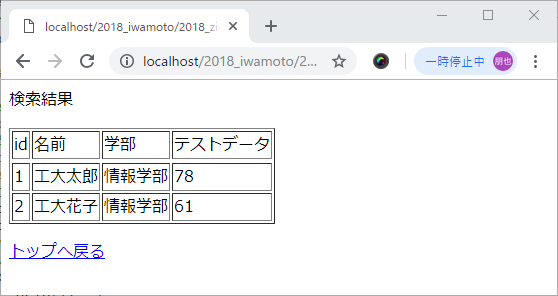 localhost/2018_iwamoto/2018_zi
localhost/2018_iwamoto/2... 一時停止中 朋也
検索結果
id 名前 学部 テストデータ
1 工大太郎 情報学部 78
2 工大花子 情報学部 61
トップへ戻る